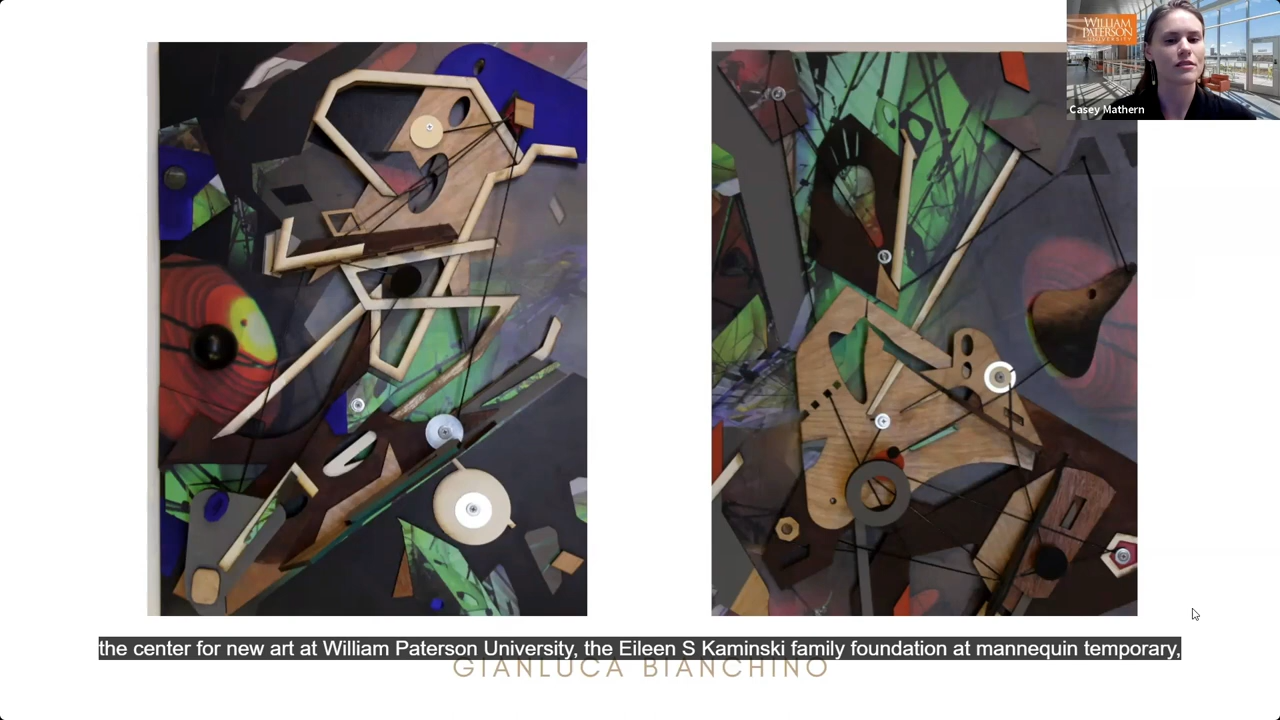 WILLIAM
PATERSON
UNIVERSITY
Casey Mathern
the center for new art at William Paterson University, the Eileen S Kaminski family foundation at mannequin temporary,
GIANLUCA BIANCHINO